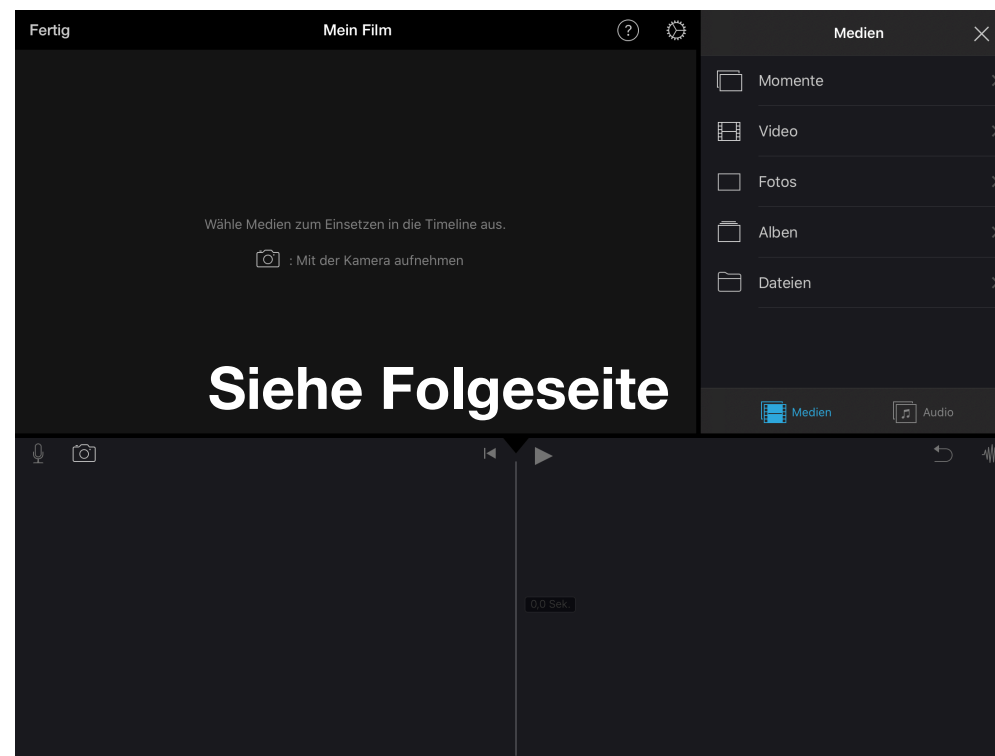 Fertig
Mein Film
?
Medien
Momente
Video
Fotos
Alben
Dateien
Wähle Medien zum Einsetzen in die Timeline aus.
: Mit der Kamera aufnehmen
Siehe Folgeseite
Medien
Audio
0,0 Sek.